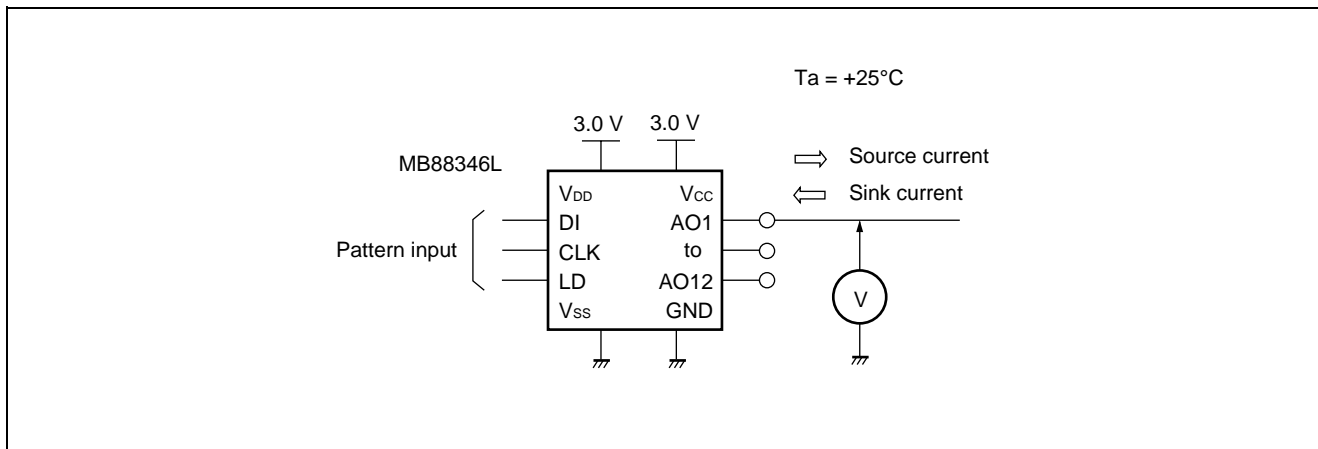 Ta = +25°C
3.0 V 3.0 V
MB88346L
Source current
Sink current
VDD VCC
DI AO1
Pattern input
CLK to
LD AO12
VSS GND
V